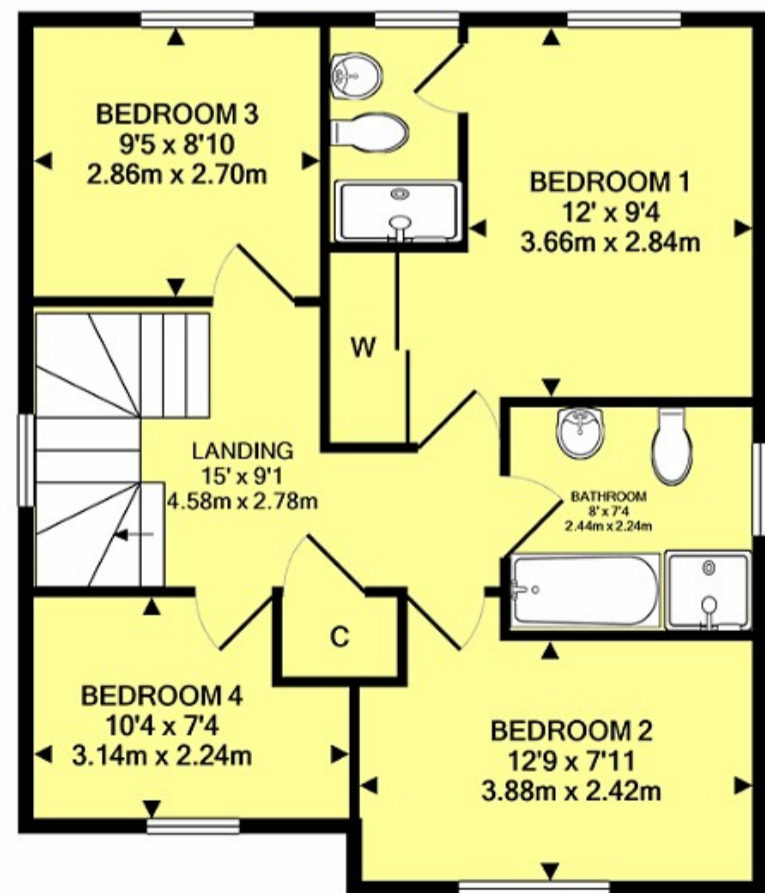 BEDROOM 3
9'5 x 8'10
2.86m x 2.70m
BEDROOM 1
12' x 9'4
3.66m x 2.84m
W
LANDING
15' x 9'1
4.58m x 2.78m
BATHROOM
8' x 7'4
2.44m x 2.24m
C
BEDROOM 4
10'4 x 7'4
3.14m x 2.24m
BEDROOM 2
12'9 x 7'11
3.88m x 2.42m